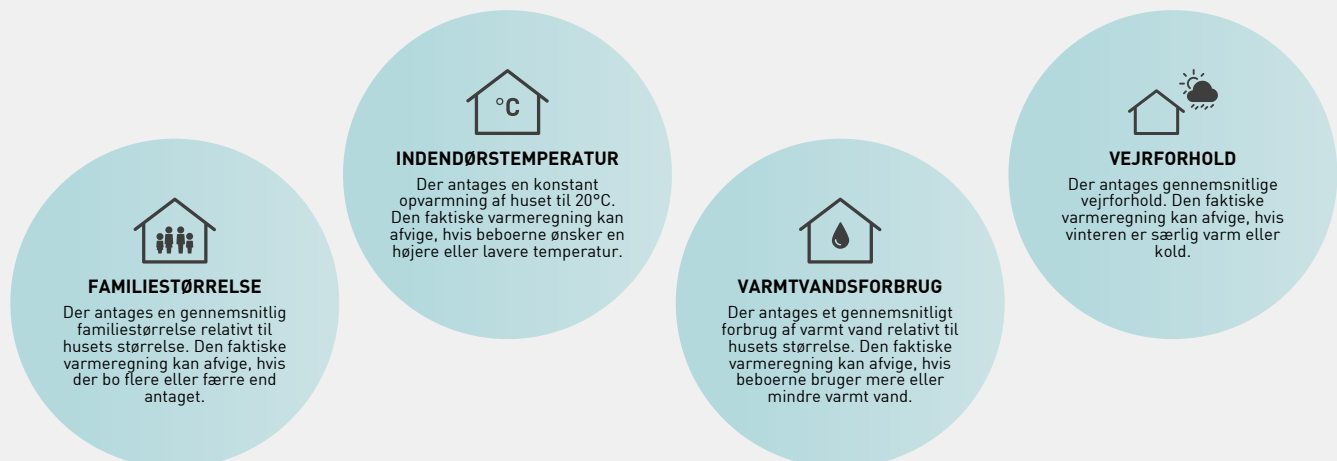 FAMILIESTØRRELSE
Der antages en gennemsnitlig
familiestørrelse relativt til
husets størrelse. Den faktiske
varmeregning kan afvige, hvis
der bo flere eller færre end
antaget.
°C
INDENDØRSTEMPERATUR
Der antages en konstant
opvarmning af huset til 20°C.
Den faktiske varmeregning kan
afvige, hvis beboerne ønsker en
højere eller lavere temperatur.
VARMTVANDSFORBRUG
Der antages et gennemsnitligt
forbrug af varmt vand relativt til
husets størrelse. Den faktiske
varmeregning kan afvige, hvis
beboerne bruger mere eller
mindre varmt vand.
VEJRFORHOLD
Der antages gennemsnitlige
vejrforhold. Den faktiske
varmeregning kan afvige, hvis
vinteren er særlig varm eller
kold.